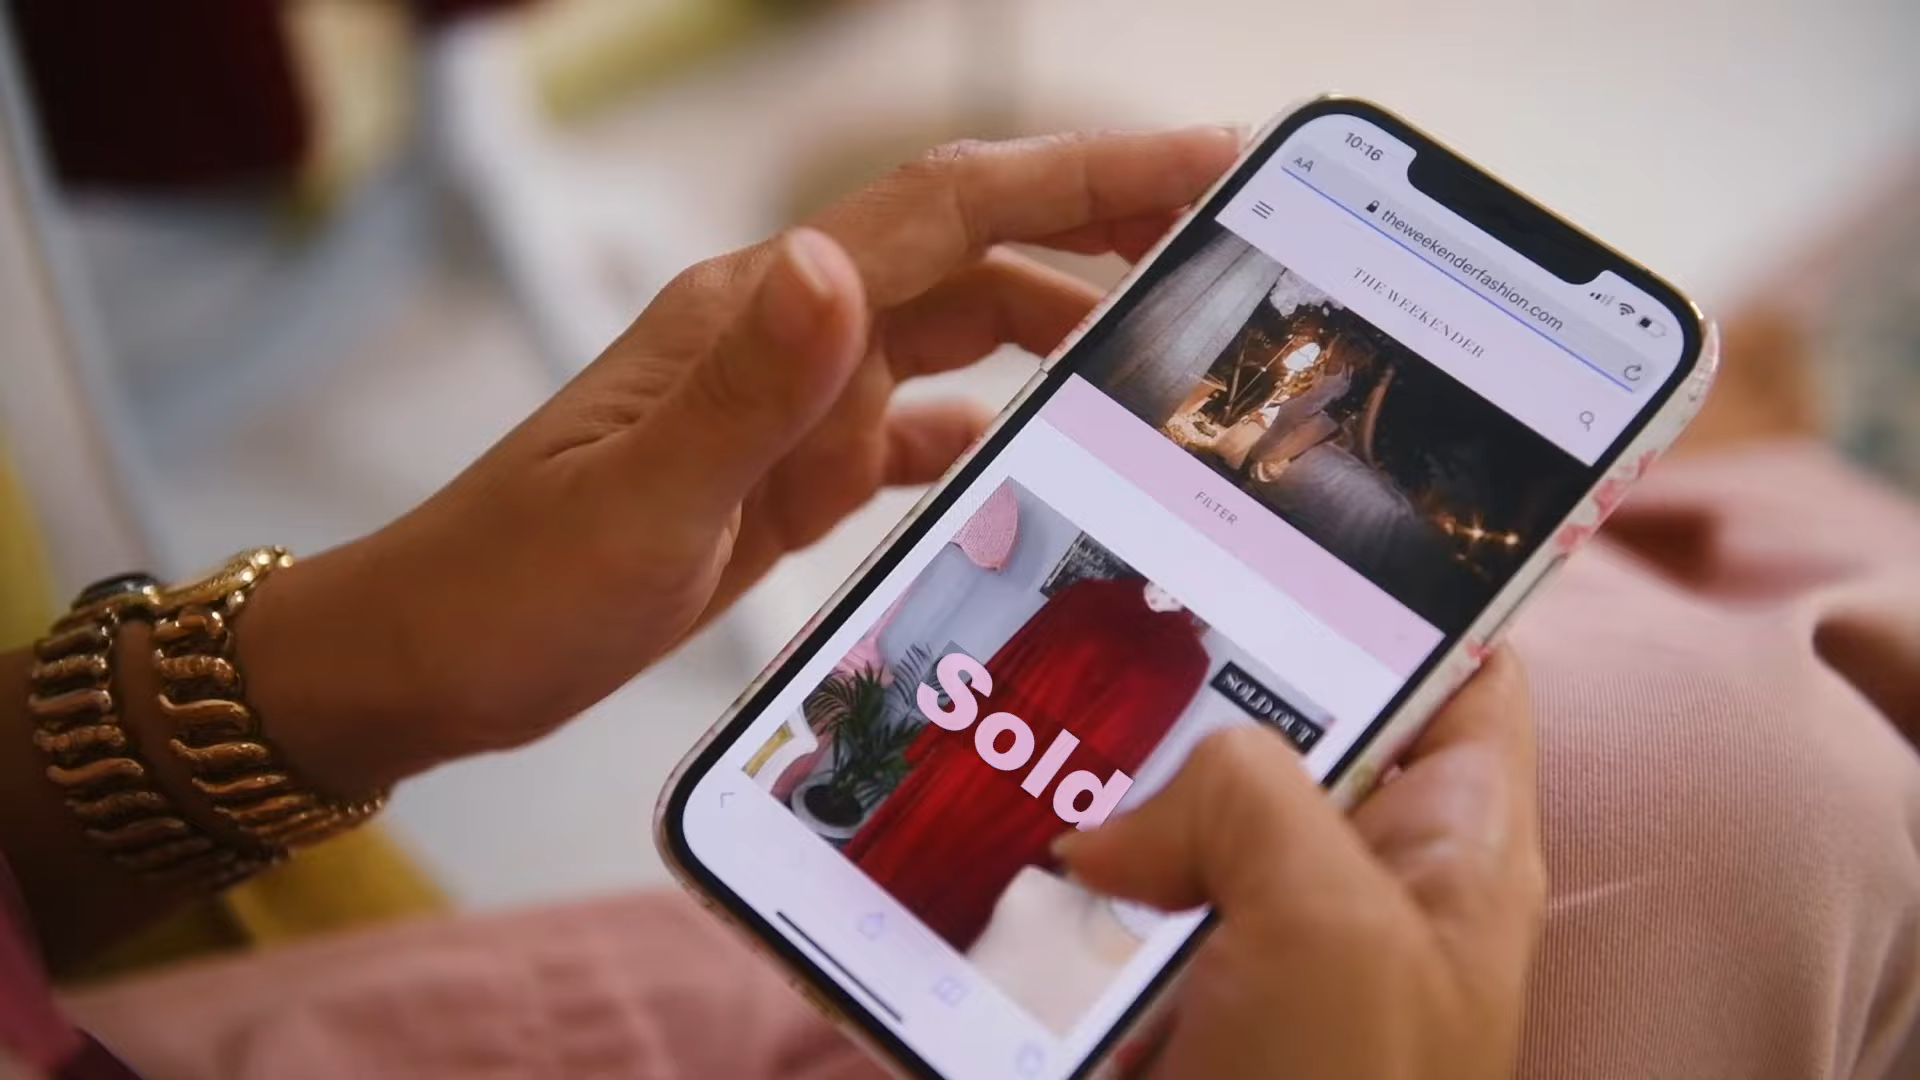 10:16
AA
theweekenderfashion.com
THE WEEKENDER
FILTER
SOLD OUT
Sold